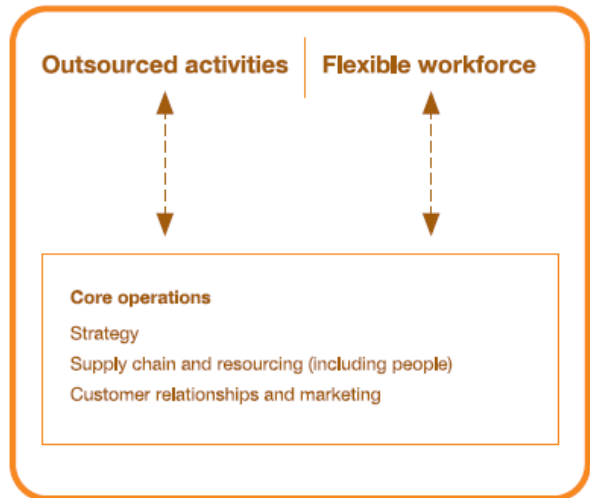 Outsourced activities
Flexible workforce
Core operations
Strategy
Supply chain and resourcing (including people)
Customer relationships and marketing